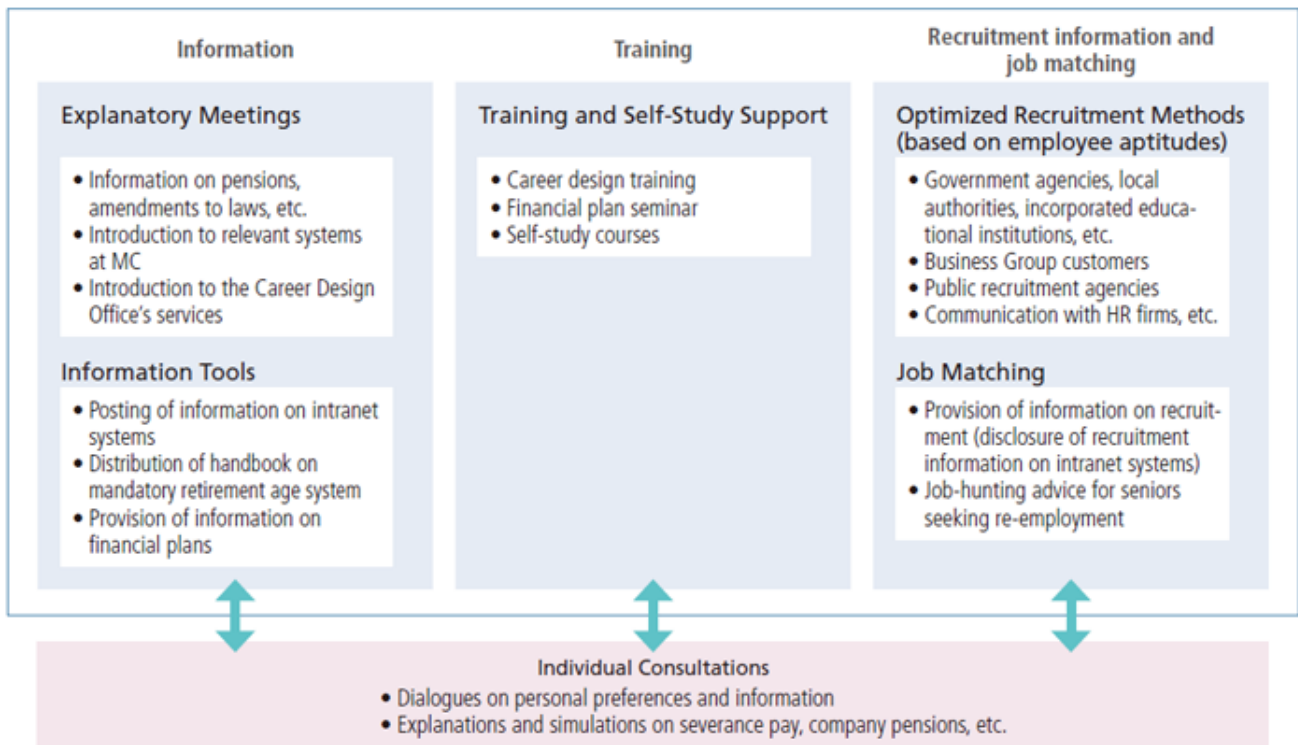 Information
Explanatory Meetings
• Information on pensions,
amendments to laws, etc.
• Introduction to relevant systems
at MC
• Introduction to the Career Design
Office's services
Information Tools
• Posting of information on intranet
systems
• Distribution of handbook on
mandatory retirement age system
• Provision of information on
financial plans
Training
Training and Self-Study Support
• Career design training
• Financial plan seminar
• Self-study courses
Recruitment information and
job matching
Optimized Recruitment Methods
(based on employee aptitudes)
• Government agencies, local
authorities, incorporated educa-
tional institutions, etc.
• Business Group customers
• Public recruitment agencies
• Communication with HR firms, etc.
Job Matching
• Provision of information on recruit-
ment (disclosure of recruitment
information on intranet systems)
• Job-hunting advice for seniors
seeking re-employment
Individual Consultations
• Dialogues on personal preferences and information
• Explanations and simulations on severance pay, company pensions, etc.